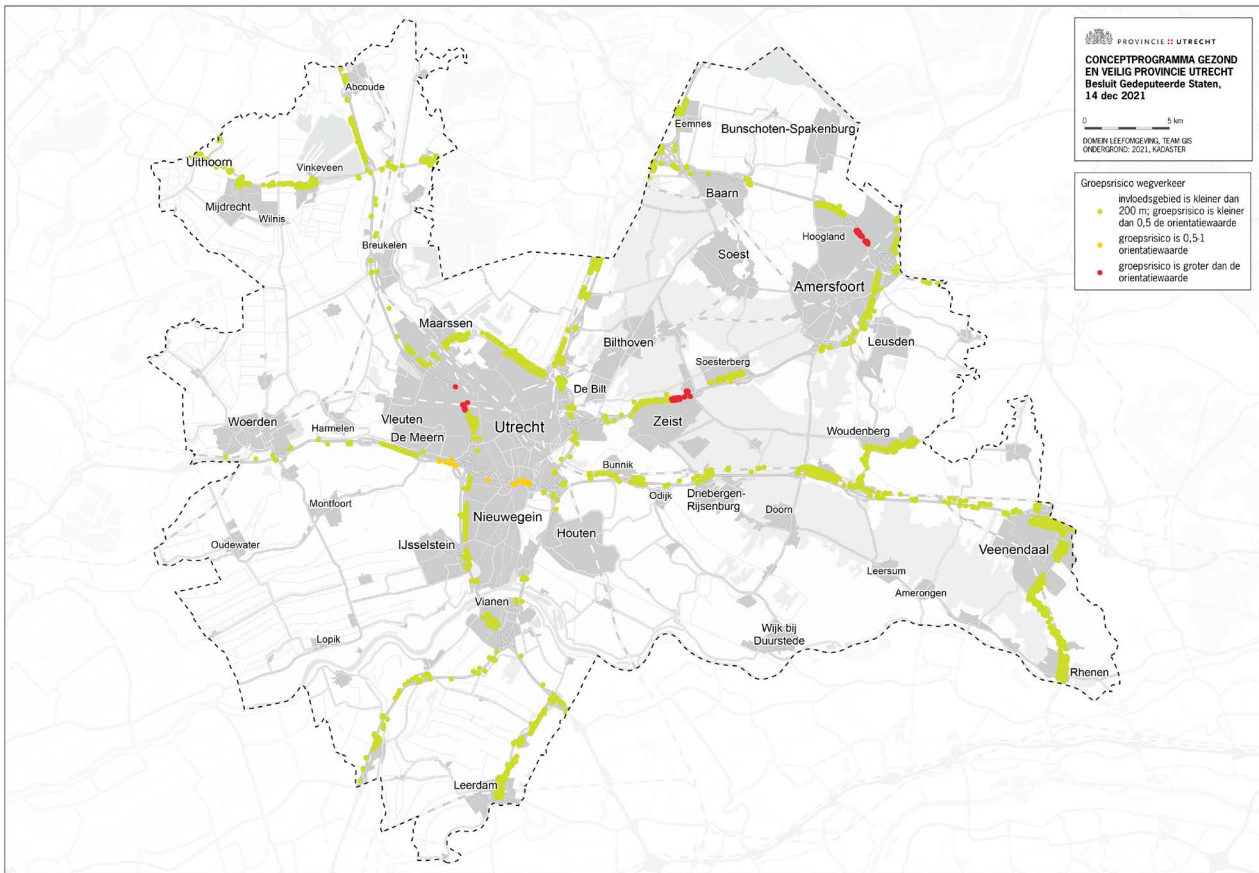 PROVINCIE UTRECHT
CONCEPTPROGRAMMA GEZOND
EN VEILIG PROVINCIE UTRECHT
Besluit Gedeputeerde Staten,
14 dec 2021
0 5 km
DOMEIN LEEFOMGEVING, TEAM GIS
ONDERGROND: 2021, KADASTER
Groepsrisico wegverkeer
invloedsgebied is kleiner dan
200 m; groepsrisico is kleiner
dan 0,5 de orientatiewaarde
groepsrisico is 0,5-1
orientatiewaarde
groepsrisico is groter dan de
orientatiewaarde
Abcoude
Eemnes
Bunschoten-Spakenburg
Uithoorn
Vinkeveen
Baarn
Mijdrecht
Wilnis
Hoogland
Breukelen
Soest
Amersfoort
Maarssen
Bilthoven
Leusden
Soesterberg
De Bilt
Vleuten
Woerden
Harmelen
De Meern
Utrecht
Zeist
Woudenberg
Bunnik
Odijk
Driebergen-
Rijsenburg
Montfoort
Nieuwegein
Doorn
Houten
Oudewater
IJsselstein
Veenendaal
Leersum
Amerongen
Vianen
Lopik
Wijk bij
Duurstede
Rhenen
Leerdam